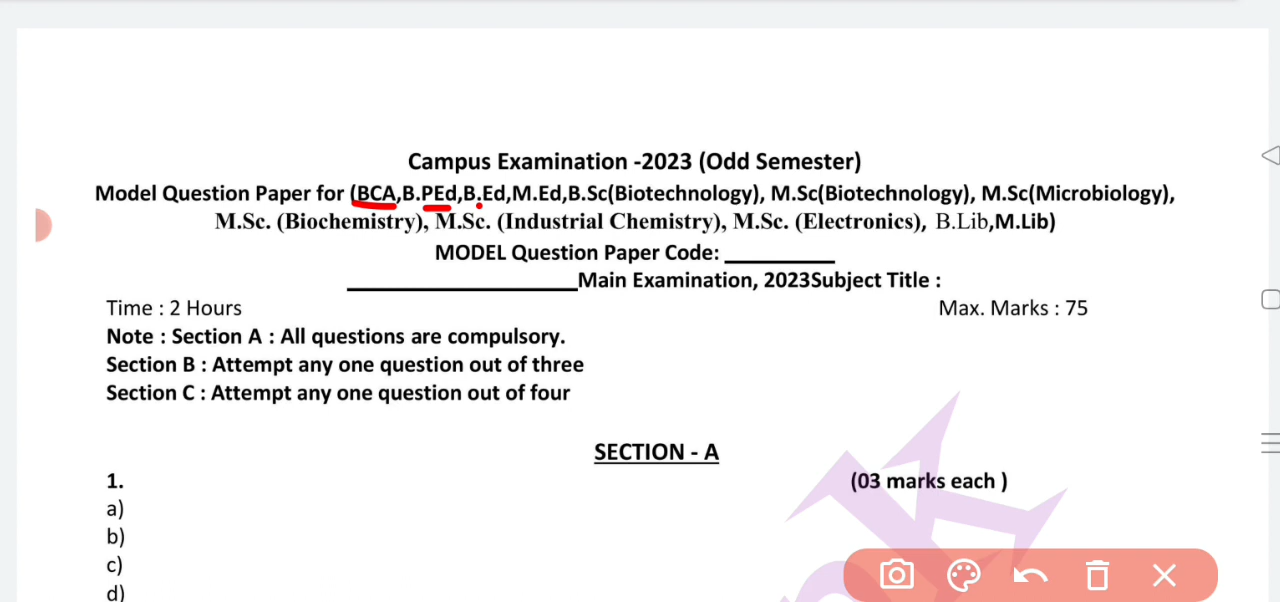 Campus Examination -2023 (Odd Semester)
Model Question Paper for (BCA,B.PEd,B.Ed,M.Ed,B.Sc(Biotechnology), M.Sc(Biotechnology), M.Sc(Microbiology),
M.Sc. (Biochemistry), M.Sc. (Industrial Chemistry), M.Sc. (Electronics), B.Lib,M.Lib)
MODEL Question Paper Code: __________
____________________Main Examination, 2023Subject Title :
Time : 2 Hours Max. Marks : 75
Note : Section A : All questions are compulsory.
Section B : Attempt any one question out of three
Section C : Attempt any one question out of four
SECTION - A
1. (03 marks each )
a)
b)
c)
d)